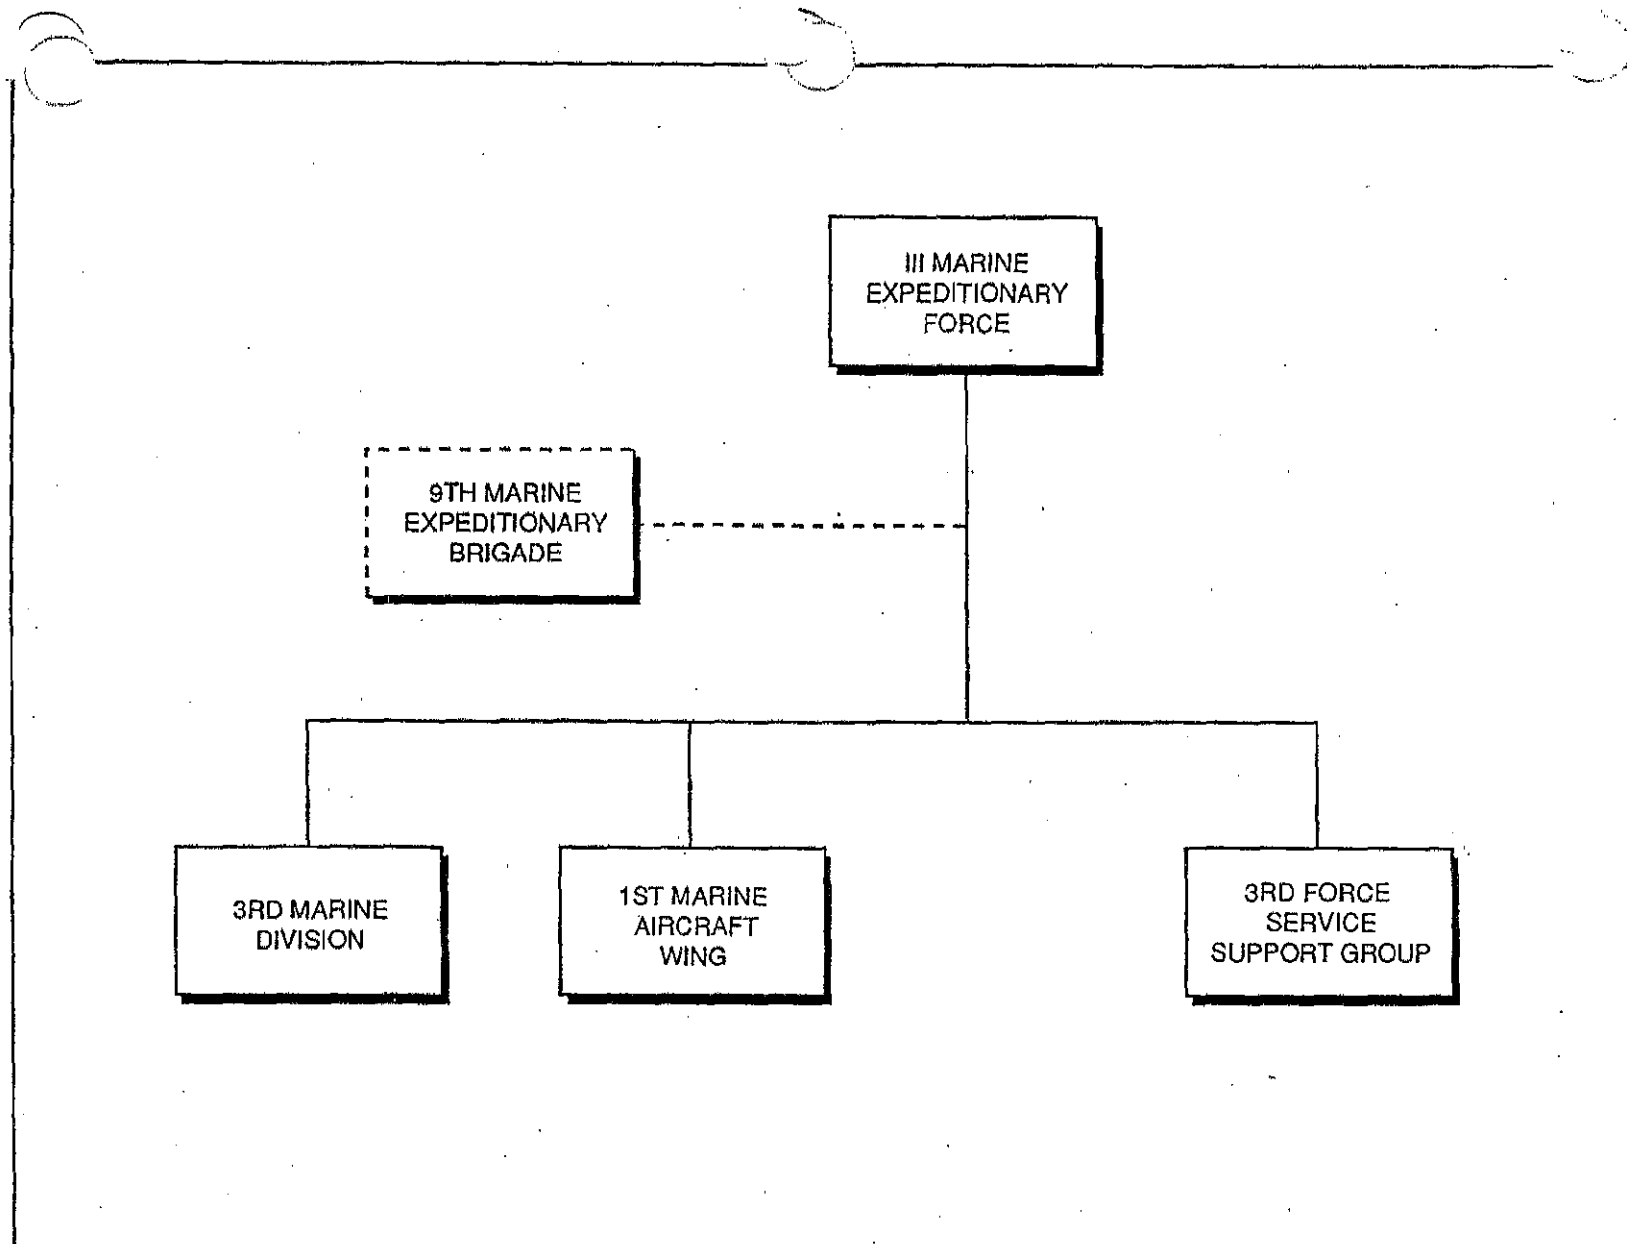 III MARINE
EXPEDITIONARY
FORCE
9TH MARINE
EXPEDITIONARY
BRIGADE
3RD MARINE
DIVISION
1ST MARINE
AIRCRAFT
WING
3RD FORCE
SERVICE
SUPPORT GROUP